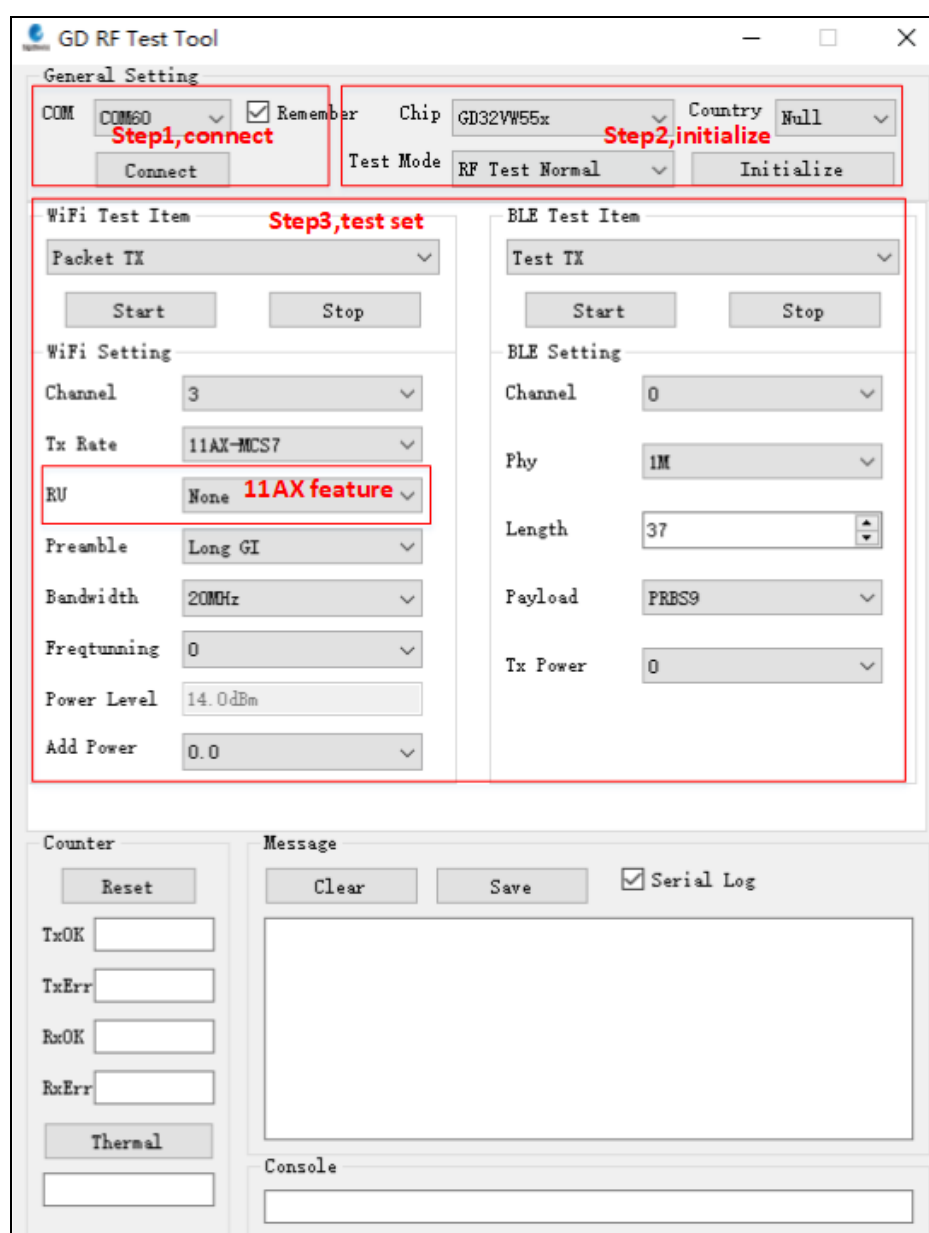 GD RF Test Tool
General Setting
COM COM60 Remember Chip GD32VW55x Country Null
Step1,connect Step2,initialize
Connect Test Mode RF Test Normal Initialize
WiFi Test Item Step3,test set BLE Test Item
Packet TX Test TX
Start Stop Start Stop
WiFi Setting BLE Setting
Channel 3 Channel 0
Tx Rate 11AX-MCS7
Phy 1M
RU None 11AX feature
Length 37
Preamble Long GI
Bandwidth 20MHz Payload PRBS9
Freqtunning 0
Tx Power 0
Power Level 14.0dBm
Add Power 0.0
Counter Message
Reset Clear Save Serial Log
TxOK
TxErr
RxOK
RxErr
Thermal
Console